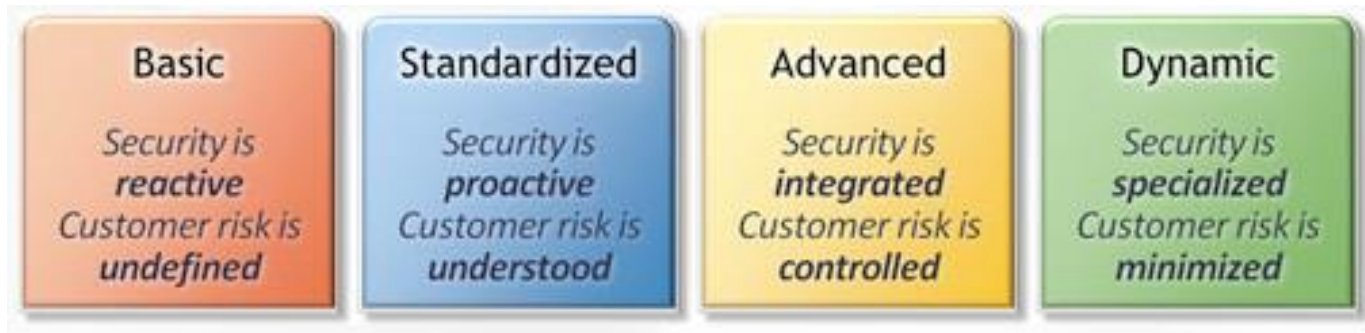 Basic
Security is
reactive
Customer risk is
undefined
Standardized
Security is
proactive
Customer risk is
understood
Advanced
Security is
integrated
Customer risk is
controlled
Dynamic
Security is
specialized
Customer risk is
minimized